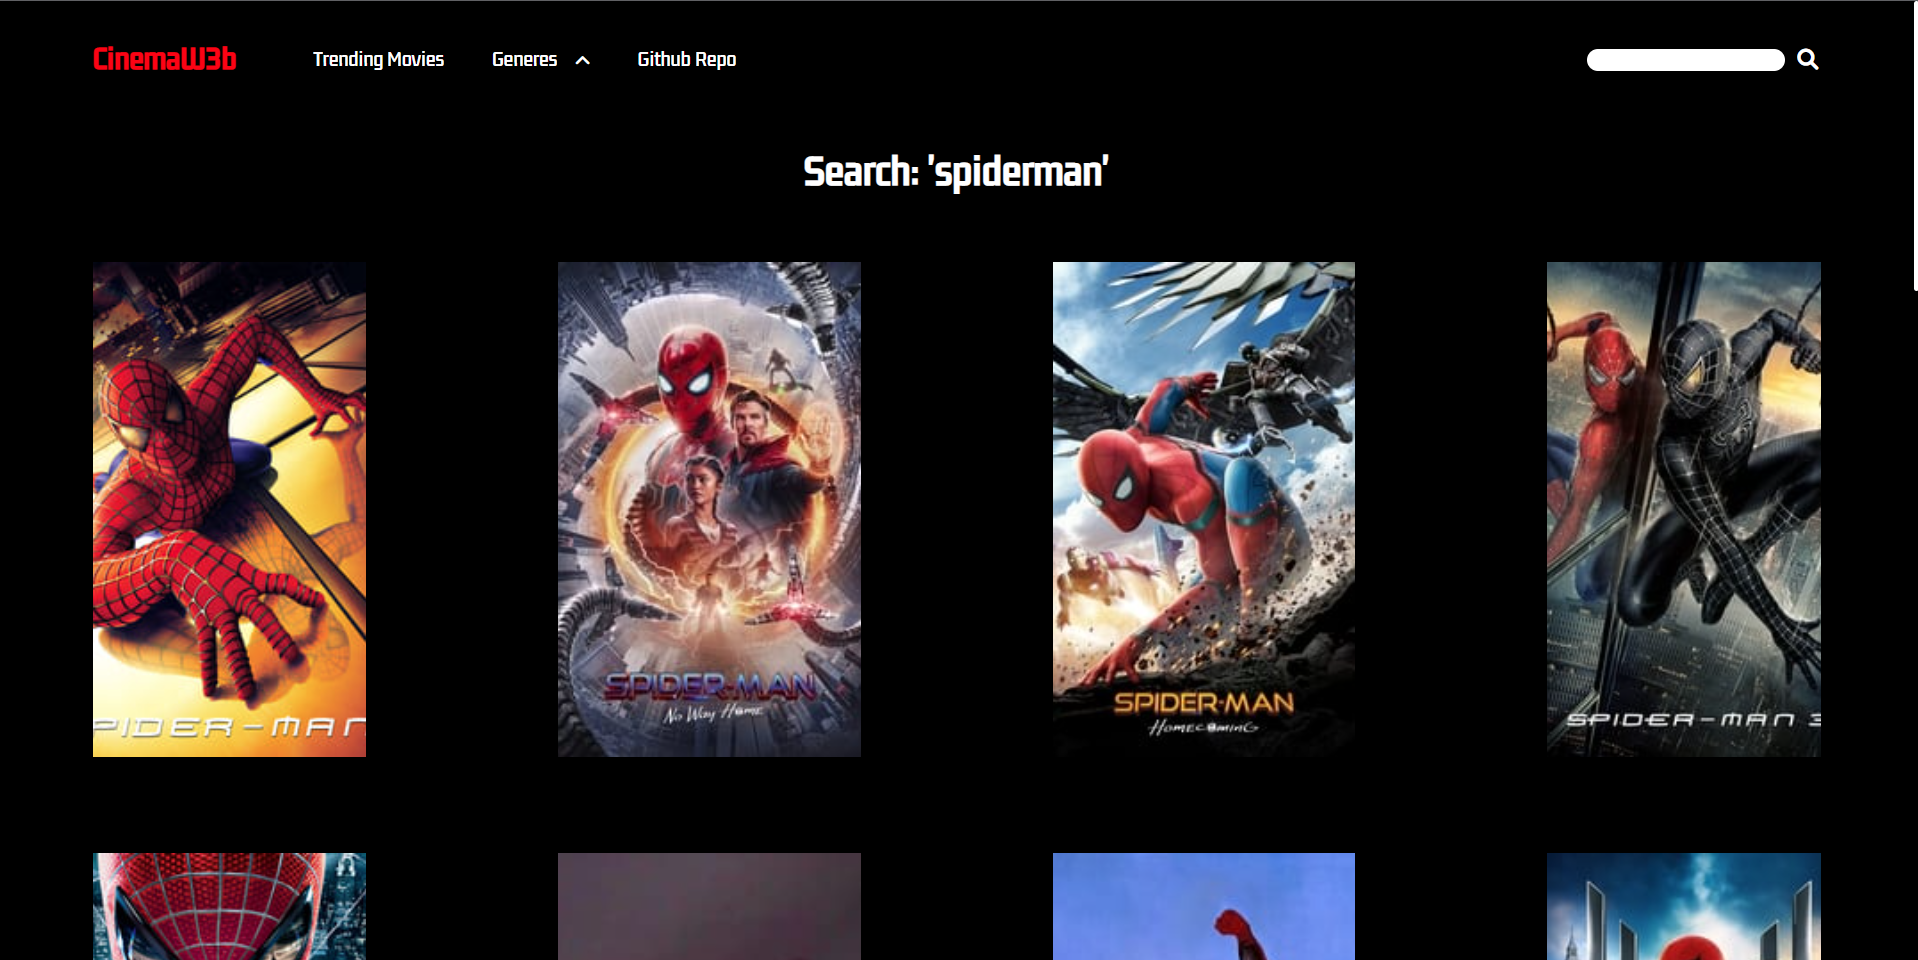 CinemaW3b Trending Movies Generes Github Repo
Search: 'spiderman'
PIDER-MAN
SPIDER-MAN
No Way Home
SPIDER-MAN
Homecoming
SPIDER-MAN 3